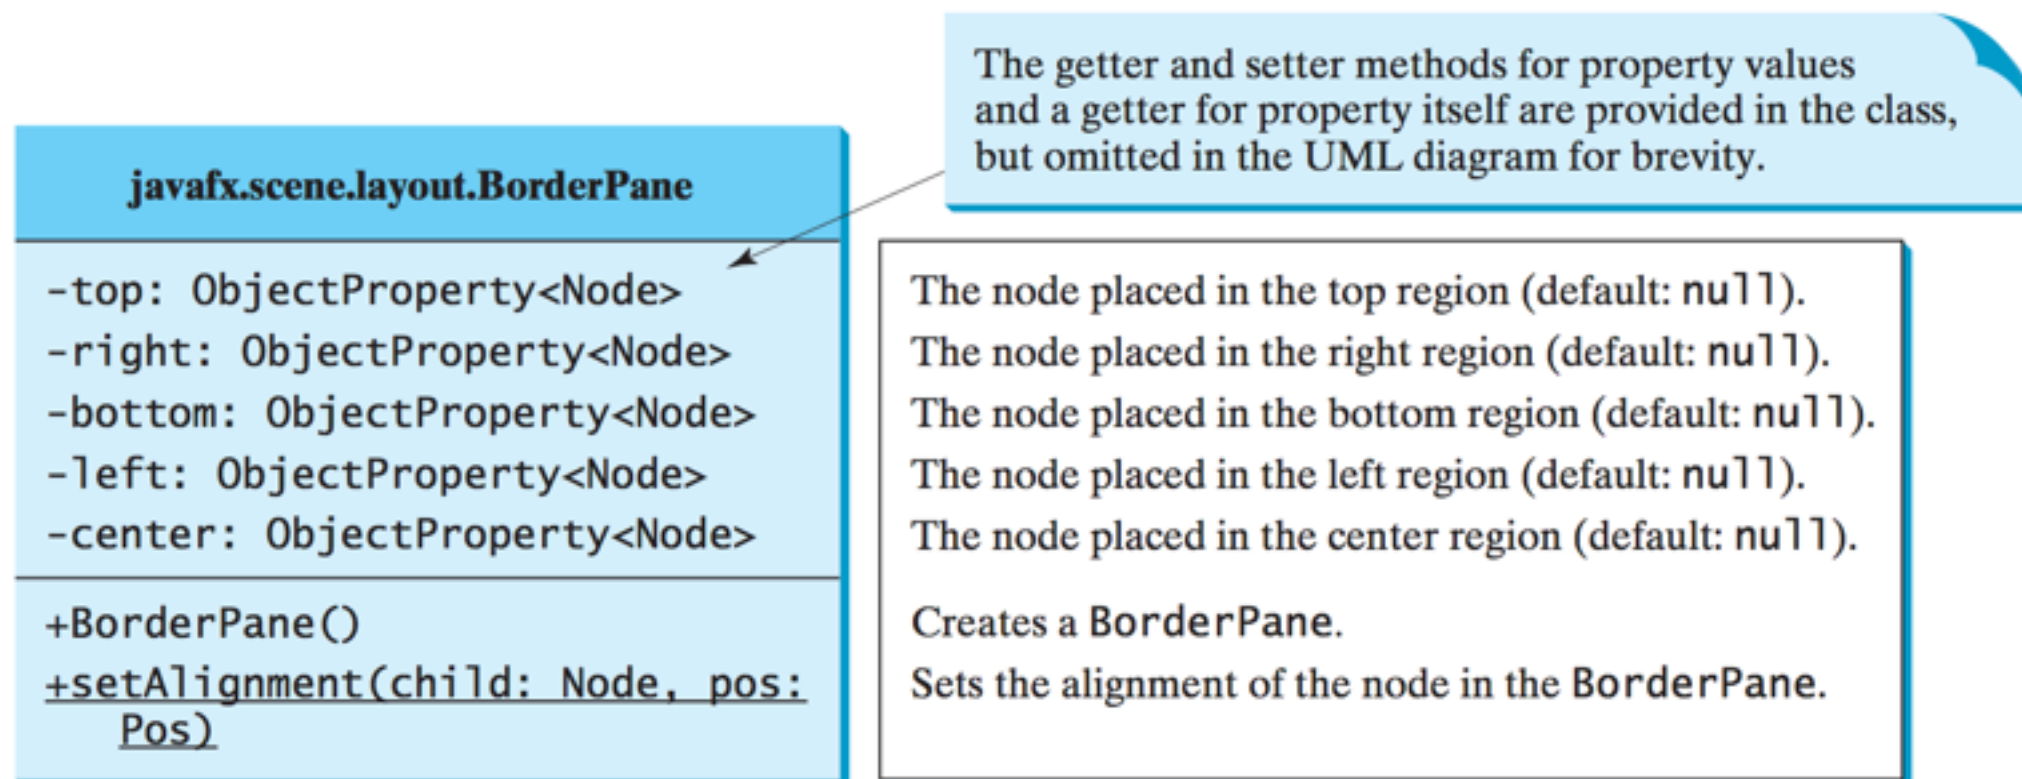 The getter and setter methods for property values
and a getter for property itself are provided in the class,
but omitted in the UML diagram for brevity.
javafx.scene.layout.BorderPane
-top: ObjectProperty<Node>
-right: ObjectProperty<Node>
-bottom: ObjectProperty<Node>
-left: ObjectProperty<Node>
-center: ObjectProperty<Node>
+BorderPane()
+setAlignment(child: Node, pos:
Pos)
The node placed in the top region (default: null).
The node placed in the right region (default: null).
The node placed in the bottom region (default: null).
The node placed in the left region (default: null).
The node placed in the center region (default: null).
Creates a BorderPane.
Sets the alignment of the node in the BorderPane.